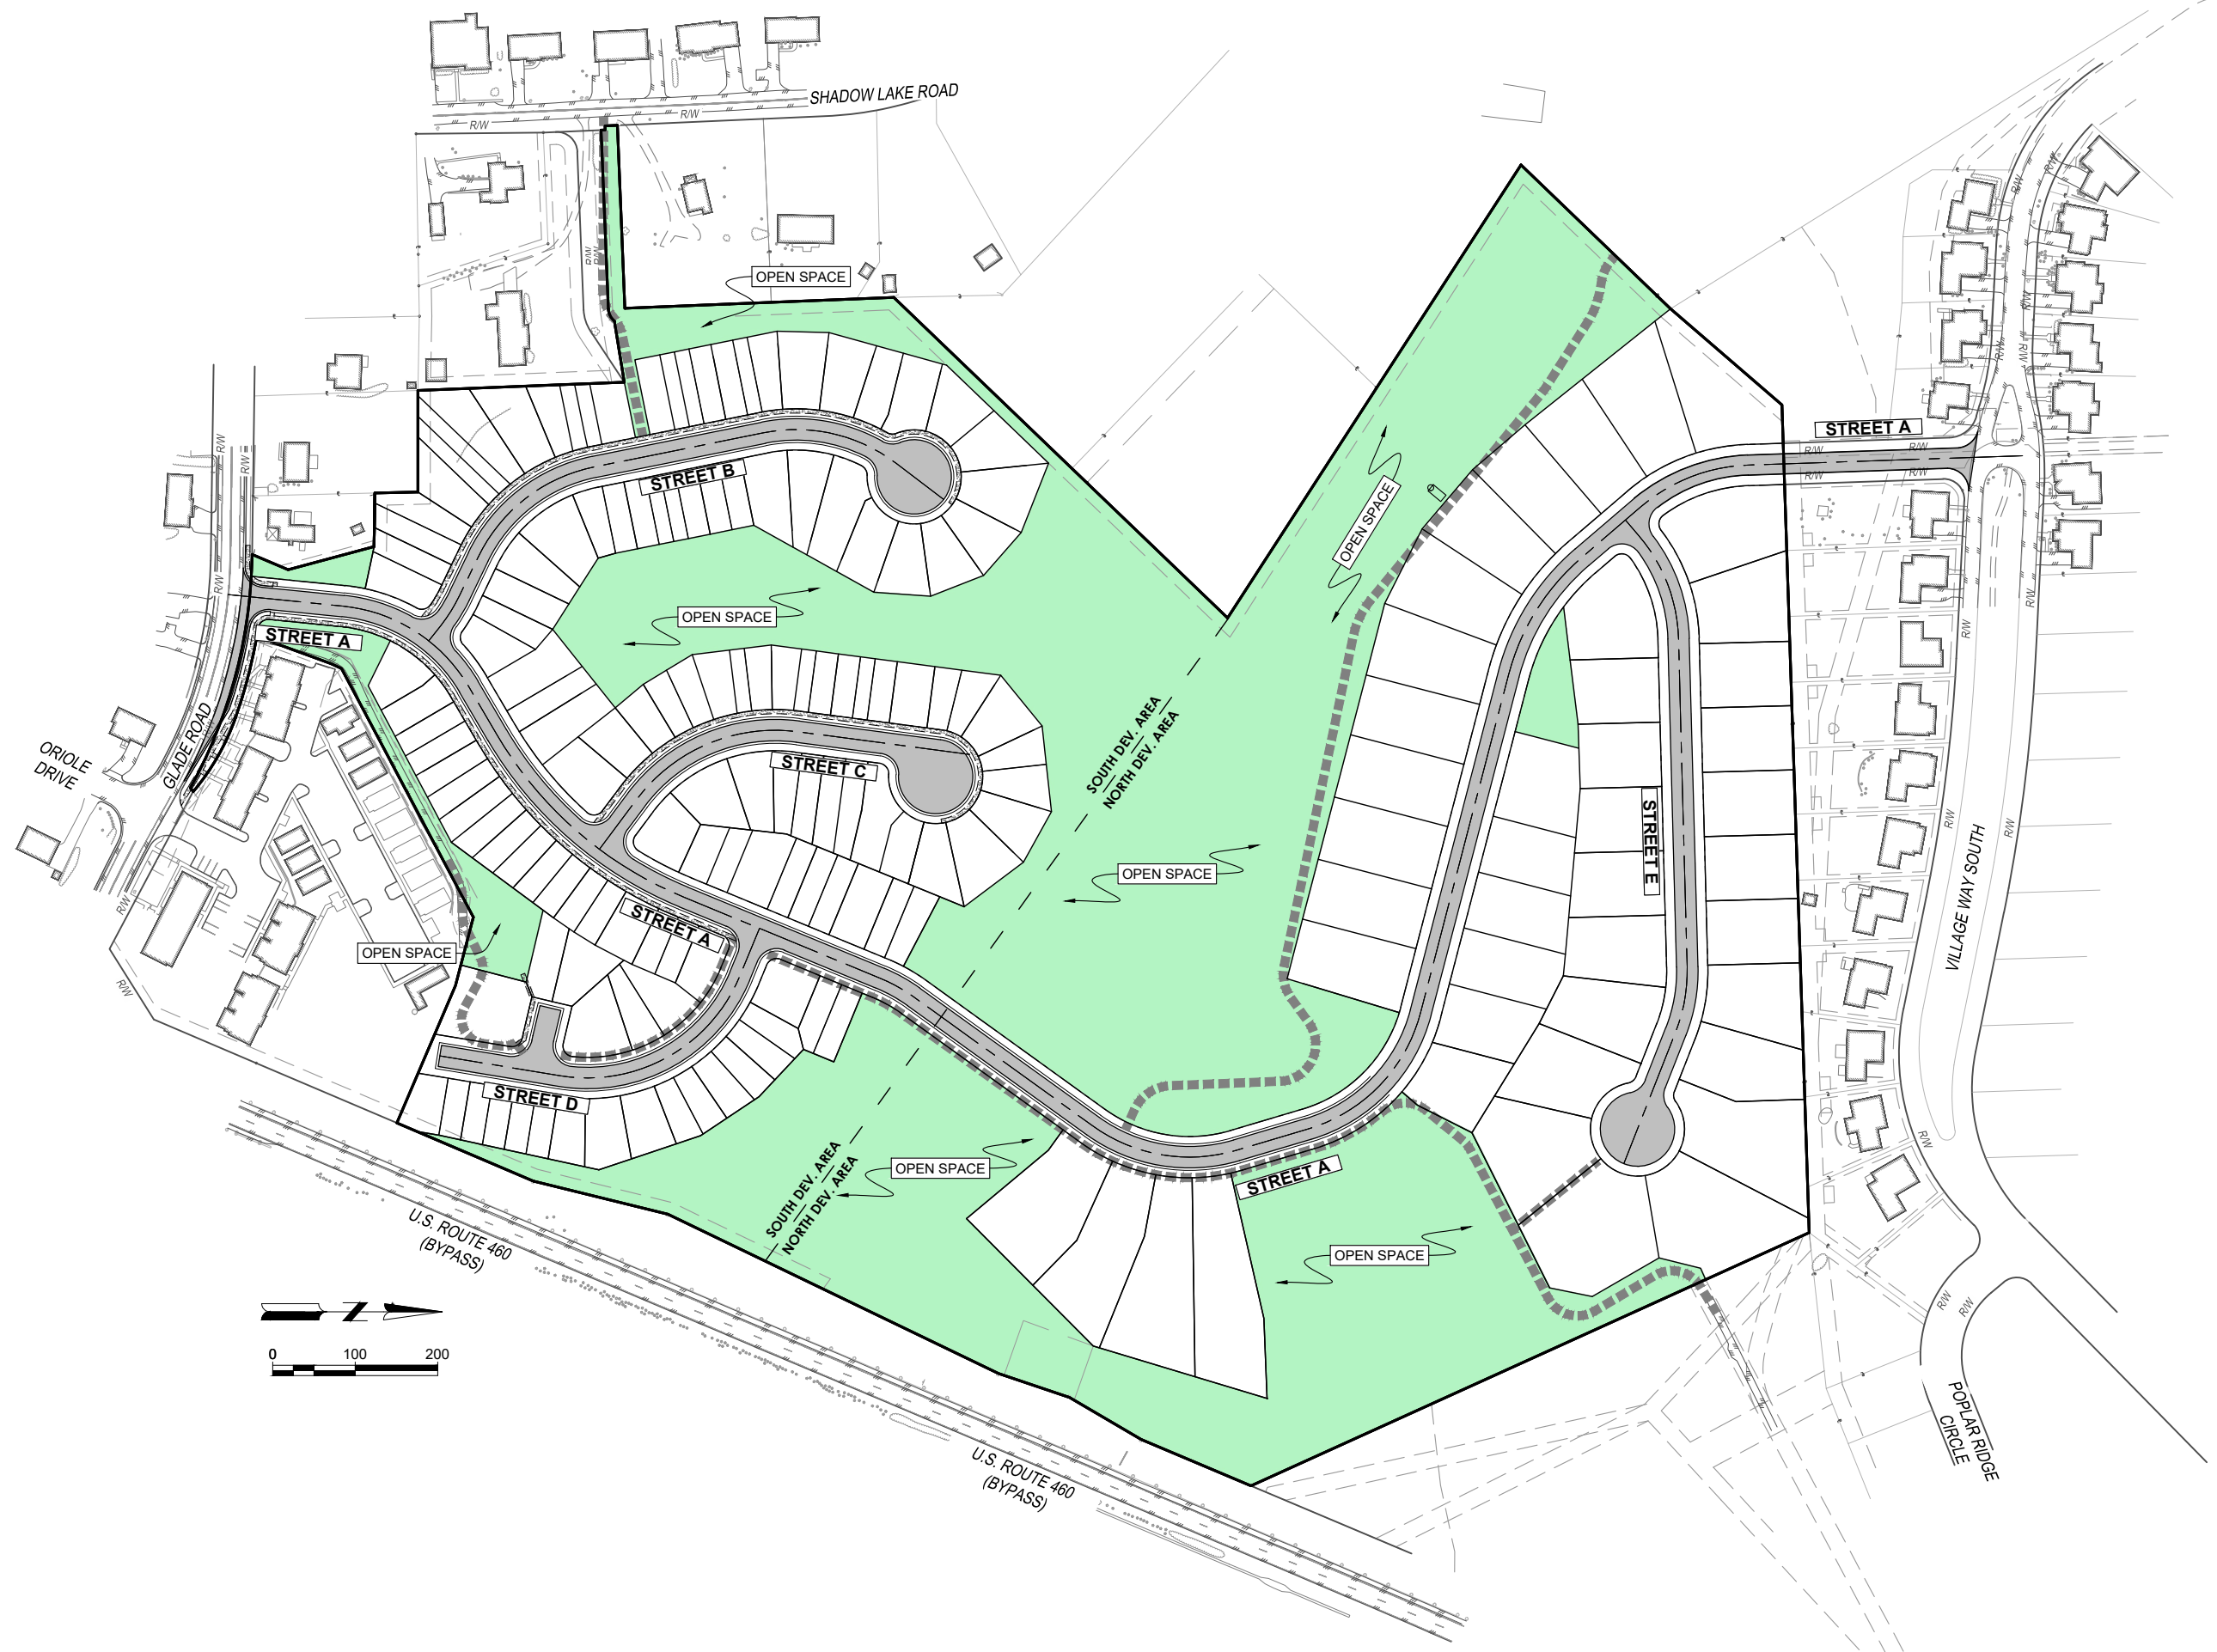 SHADOW LAKE ROAD
R/W
R/W
R/W
R/W
R/W
R/W
OPEN SPACE
R/W
R/W
R/W
R/W
R/W
STREET A
R/W
R/W
R/W
R/W
STREET B
OPEN SPACE
R/W
R/W
R/W
R/W
R/W
OPEN SPACE
STREET A
GLADE ROAD
ORIOLE
DRIVE
SOUTH DEV. AREA
NORTH DEV. AREA
STREET C
STREET E
R/W
R/W
VILLAGE WAY SOUTH
OPEN SPACE
STREET A
OPEN SPACE
R/W
R/W
STREET D
SOUTH DEV. AREA
NORTH DEV. AREA
OPEN SPACE
STREET A
R/W
OPEN SPACE
U.S. ROUTE 460
(BYPASS)
R/W
R/W
Z
0 100 200
POPLAR RIDGE
CIRCLE
U.S. ROUTE 460
(BYPASS)